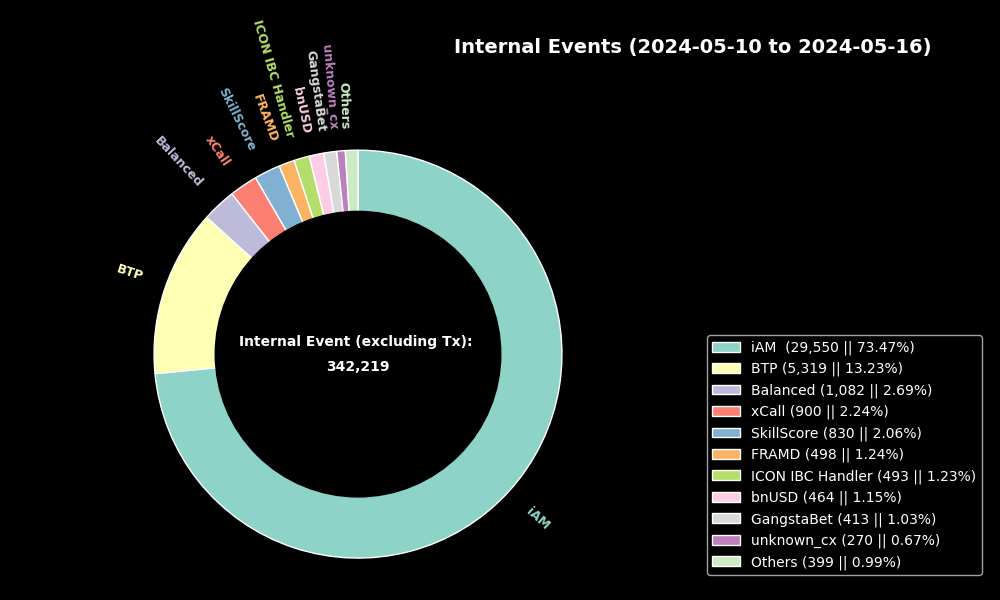 Internal Events (2024-05-10 to 2024-05-16)
Others
unknown_cx
GangstaBet
bnUSD
ICON IBC Handler
FRAMD
SkillScore
xCall
Balanced
BTP
iAM
Internal Event (excluding Tx):
342,219
iAM  (29,550 || 73.47%)
BTP (5,319 || 13.23%)
Balanced (1,082 || 2.69%)
xCall (900 || 2.24%)
SkillScore (830 || 2.06%)
FRAMD (498 || 1.24%)
ICON IBC Handler (493 || 1.23%)
bnUSD (464 || 1.15%)
GangstaBet (413 || 1.03%)
unknown_cx (270 || 0.67%)
Others (399 || 0.99%)